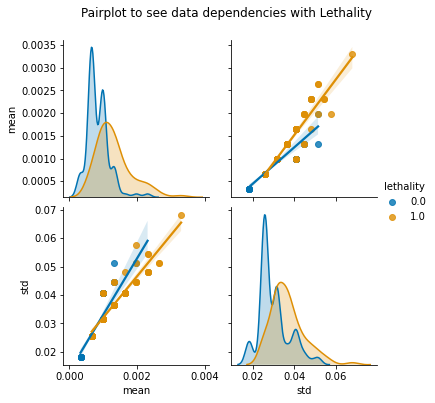 Pairplot to see data dependencies with Lethality
0.0035
0.0030
0.0025
0.0020
0.0015
0.0010
0.0005
mean
lethality
0.0
1.0
0.07
0.06
0.05
0.04
0.03
0.02
std
0.000 0.002 0.004
mean
0.02 0.04 0.06
std